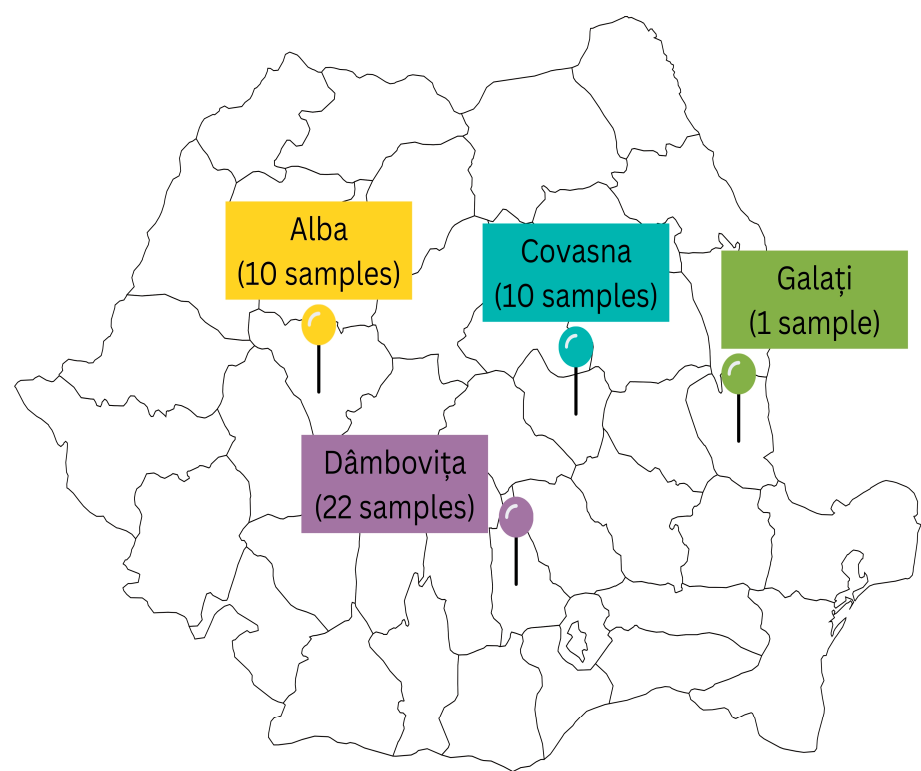 Alba
(10 samples)
Covasna
(10 samples)
Galați
(1 sample)
Dâmbovița
(22 samples)